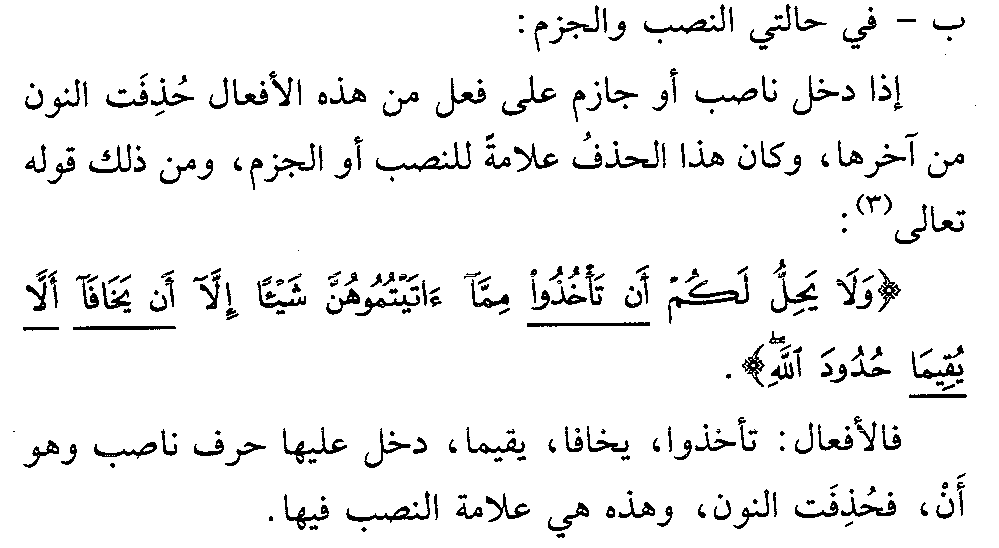 ب - في حالتي النصب والجزم:
إذا دخل ناصب أو جازم على فعل من هذه الأفعال حُذِفَت النون
من آخرها، وكان هذا الحذفُ علامةً للنصب أو الجزم، ومن ذلك قوله
تعالى(٣):
﴿وَلَا يَحِلُّ لَكُمْ أَن تَأْخُذُوا۟ مِمَّآ ءَاتَيْتُمُوهُنَّ شَيْـًٔا إِلَّآ أَن يَخَافَآ أَلَّا
يُقِيمَا حُدُودَ ٱللَّهِۖ﴾.
فالأفعال: تأخذوا، يخافا، يقيما، دخل عليها حرف ناصب وهو
أَنْ، فحُذِفَت النون، وهذه هي علامة النصب فيها.